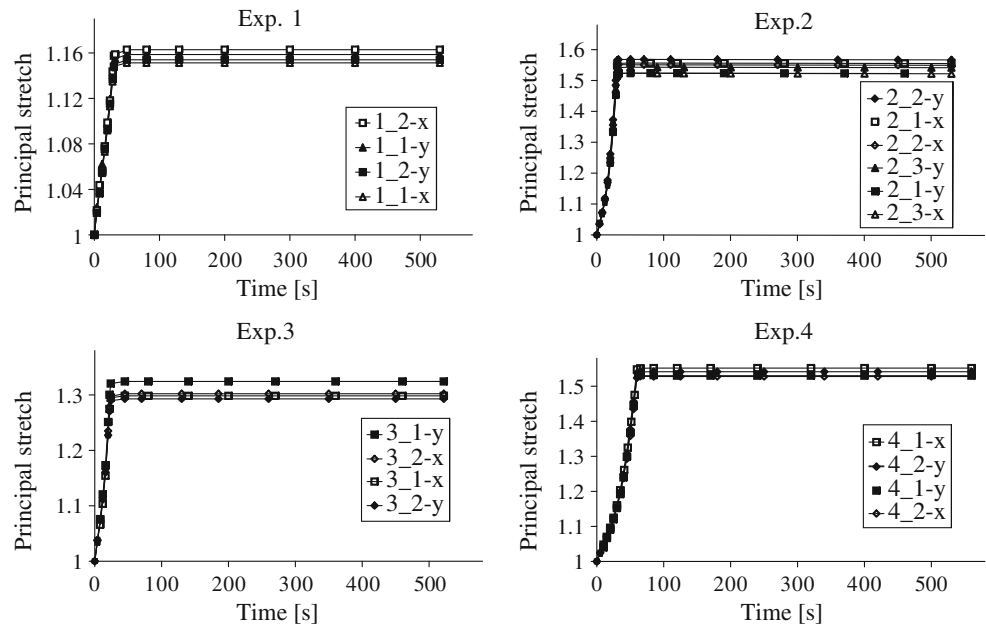 Exp. 1
Principal stretch
1.16
1.12
1.08
1.04
1
0 100 200 300 400 500
Time [s]
1_2-x
1_1-y
1_2-y
1_1-x
Exp.2
Principal stretch
1.6
1.5
1.4
1.3
1.2
1.1
1
0 100 200 300 400 500
Time [s]
2_2-y
2_1-x
2_2-x
2_3-y
2_1-y
2_3-x
Exp.3
Principal stretch
1.3
1.2
1.1
1
0 100 200 300 400 500
Time [s]
3_1-y
3_2-x
3_1-x
3_2-y
Exp.4
Principal stretch
1.5
1.4
1.3
1.2
1.1
1
0 100 200 300 400 500
Time [s]
4_1-x
4_2-y
4_1-y
4_2-x